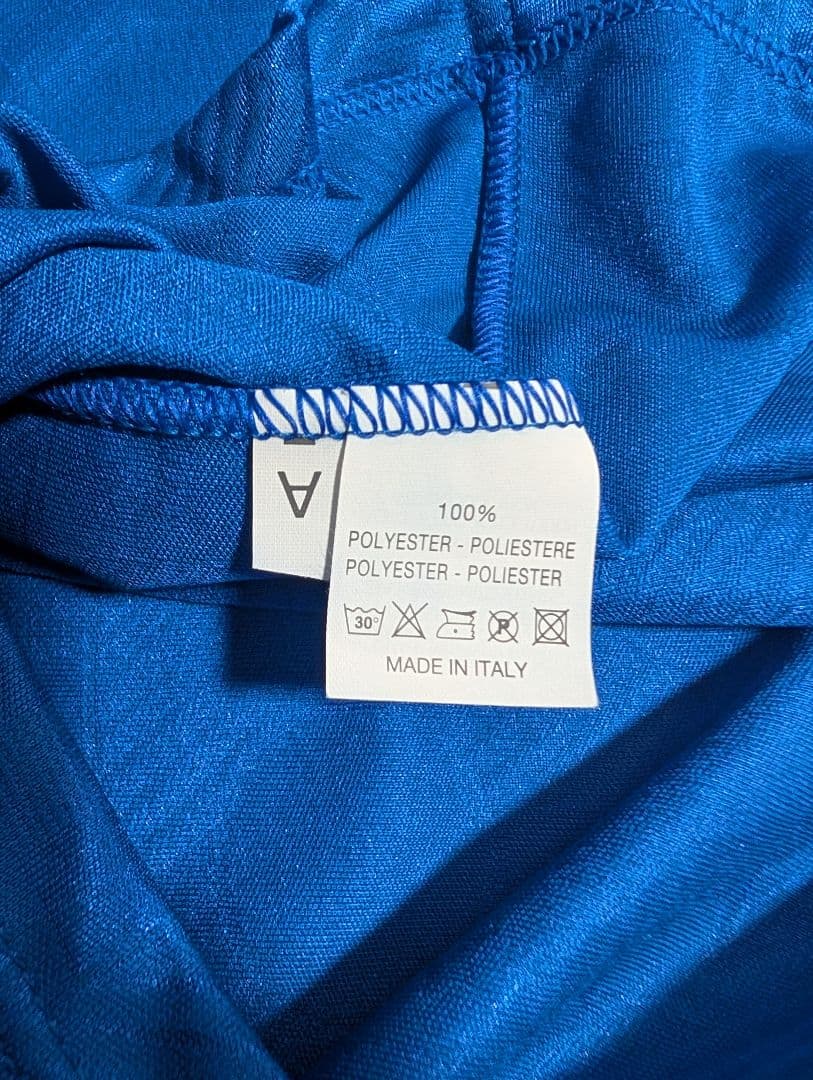 A
100%
POLYESTER - POLIESTERE
POLYESTER - POLIESTER
30°
P
MADE IN ITALY